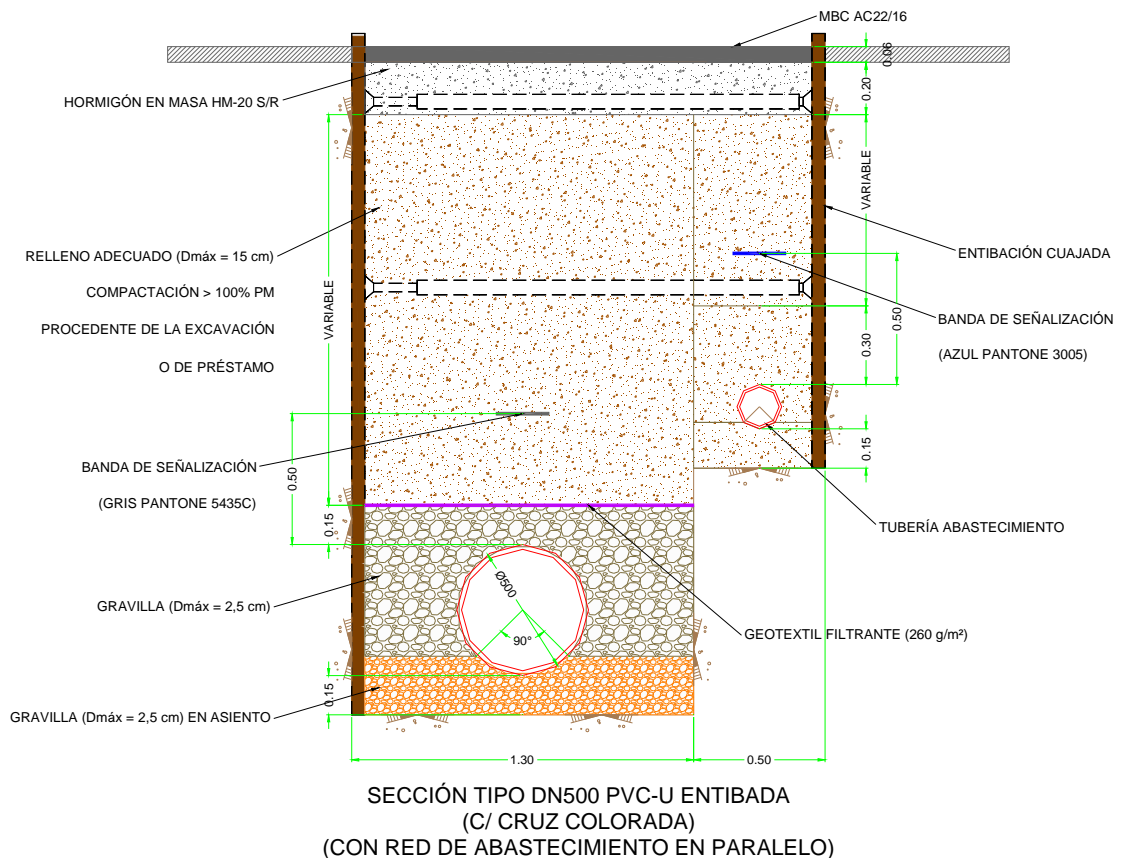 MBC AC22/16
0.06
HORMIGÓN EN MASA HM-20 S/R
0.20
VARIABLE
VARIABLE
RELLENO ADECUADO (Dmáx = 15 cm)
COMPACTACIÓN > 100% PM
PROCEDENTE DE LA EXCAVACIÓN
O DE PRÉSTAMO
ENTIBACIÓN CUAJADA
BANDA DE SEÑALIZACIÓN
(AZUL PANTONE 3005)
0.50
0.30
0.15
BANDA DE SEÑALIZACIÓN
(GRIS PANTONE 5435C)
0.50
0.15
TUBERÍA ABASTECIMIENTO
Ø500
90°
GRAVILLA (Dmáx = 2,5 cm)
GEOTEXTIL FILTRANTE (260 g/m²)
0.15
GRAVILLA (Dmáx = 2,5 cm) EN ASIENTO
1.30
0.50
SECCIÓN TIPO DN500 PVC-U ENTIBADA
(C/ CRUZ COLORADA)
(CON RED DE ABASTECIMIENTO EN PARALELO)